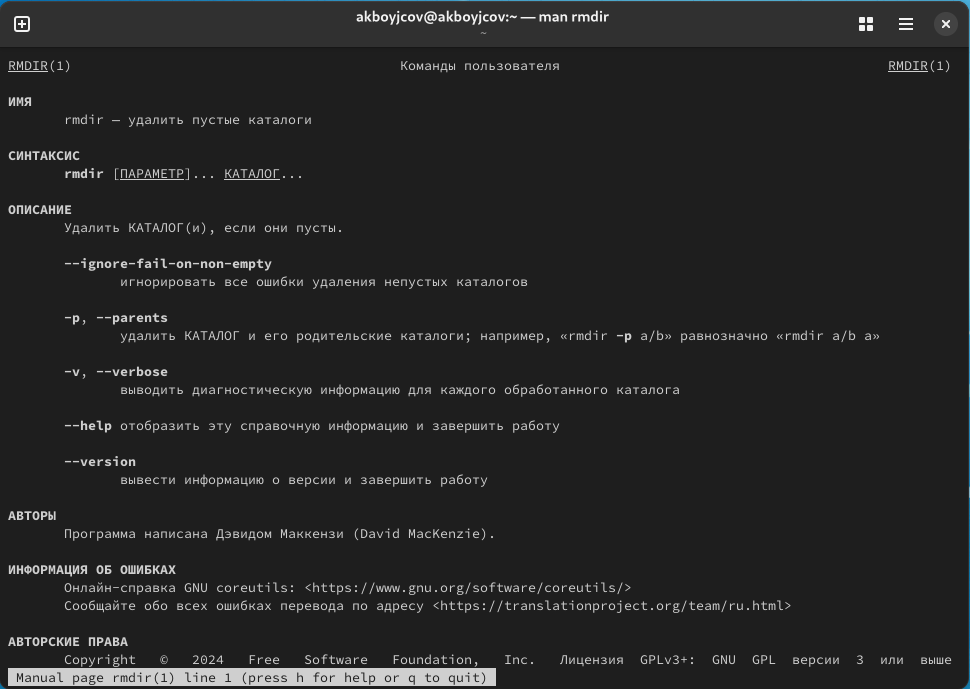 akboyjcov@akboyjcov:~ — man rmdir
~
RMDIR(1) Команды пользователя RMDIR(1)
ИМЯ
rmdir — удалить пустые каталоги
СИНТАКСИС
rmdir [ПАРАМЕТР]... КАТАЛОГ...
ОПИСАНИЕ
Удалить КАТАЛОГ(и), если они пусты.
--ignore-fail-on-non-empty
игнорировать все ошибки удаления непустых каталогов
-p, --parents
удалить КАТАЛОГ и его родительские каталоги; например, «rmdir -p a/b» равнозначно «rmdir a/b a»
-v, --verbose
выводить диагностическую информацию для каждого обработанного каталога
--help отобразить эту справочную информацию и завершить работу
--version
вывести информацию о версии и завершить работу
АВТОРЫ
Программа написана Дэвидом Маккензи (David MacKenzie).
ИНФОРМАЦИЯ ОБ ОШИБКАХ
Онлайн-справка GNU coreutils: <https://www.gnu.org/software/coreutils/>
Сообщайте обо всех ошибках перевода по адресу <https://translationproject.org/team/ru.html>
АВТОРСКИЕ ПРАВА
Copyright © 2024 Free Software Foundation, Inc. Лицензия GPLv3+: GNU GPL версии 3 или выше
Manual page rmdir(1) line 1 (press h for help or q to quit)